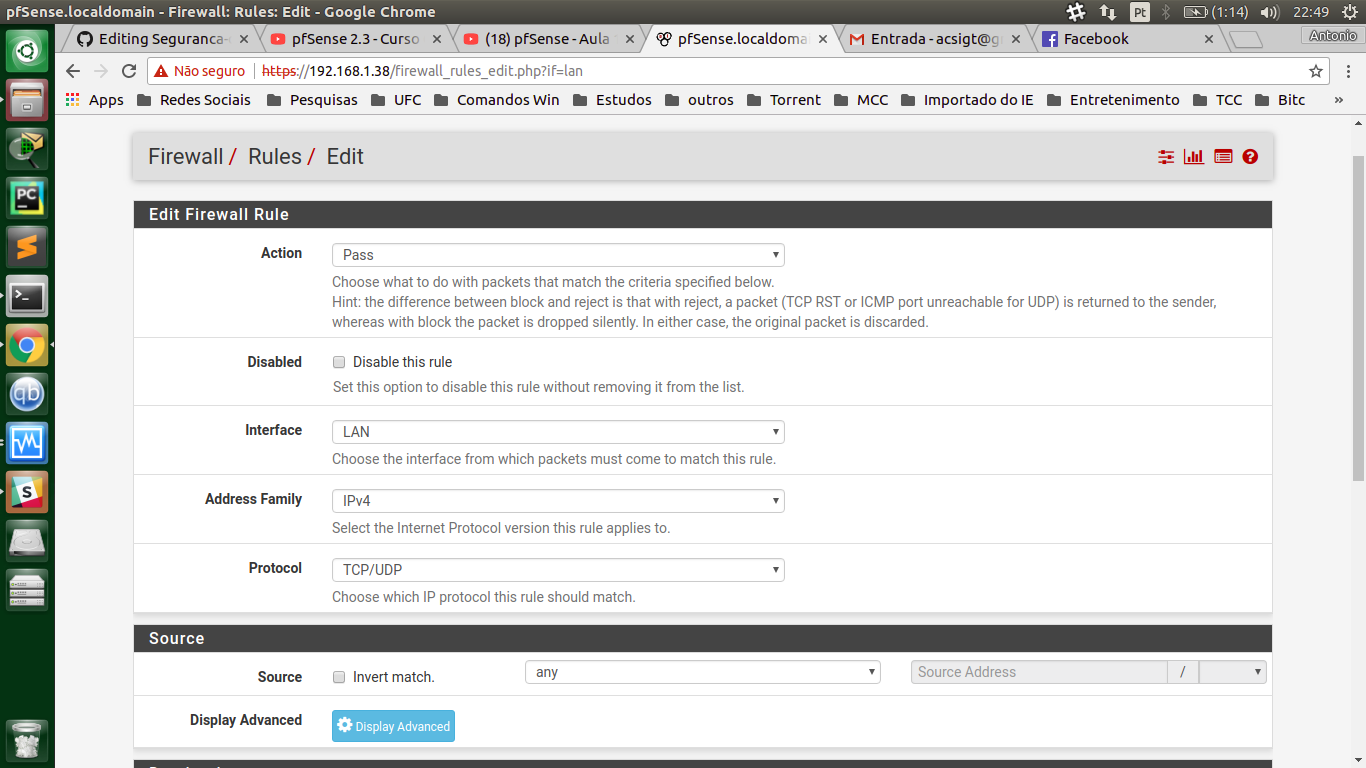 pfSense.localdomain - Firewall: Rules: Edit - Google Chrome
Pt (1:14) 22:49
Editing Seguranca- pfSense 2.3 - Curso (18) pfSense - Aula pfSense.localdoma Entrada - acsigt@g Facebook Antonio
Não seguro https://192.168.1.38/firewall_rules_edit.php?if=lan
Apps Redes Sociais Pesquisas UFC Comandos Win Estudos outros Torrent MCC Importado do IE Entretenimento TCC Bitc »
Firewall / Rules / Edit
Edit Firewall Rule
Action Pass
Choose what to do with packets that match the criteria specified below.
Hint: the difference between block and reject is that with reject, a packet (TCP RST or ICMP port unreachable for UDP) is returned to the sender,
whereas with block the packet is dropped silently. In either case, the original packet is discarded.
Disabled Disable this rule
Set this option to disable this rule without removing it from the list.
Interface LAN
Choose the interface from which packets must come to match this rule.
Address Family IPv4
Select the Internet Protocol version this rule applies to.
Protocol TCP/UDP
Choose which IP protocol this rule should match.
Source
Source Invert match. any Source Address /
Display Advanced Display Advanced
PC
qb
S